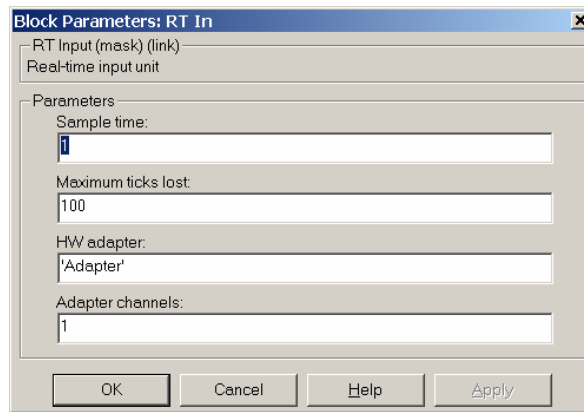 Block Parameters: RT In
RT Input (mask) (link)
Real-time input unit
Parameters
Sample time:
1
Maximum ticks lost:
100
HW adapter:
'Adapter'
Adapter channels:
1
OK Cancel Help Apply